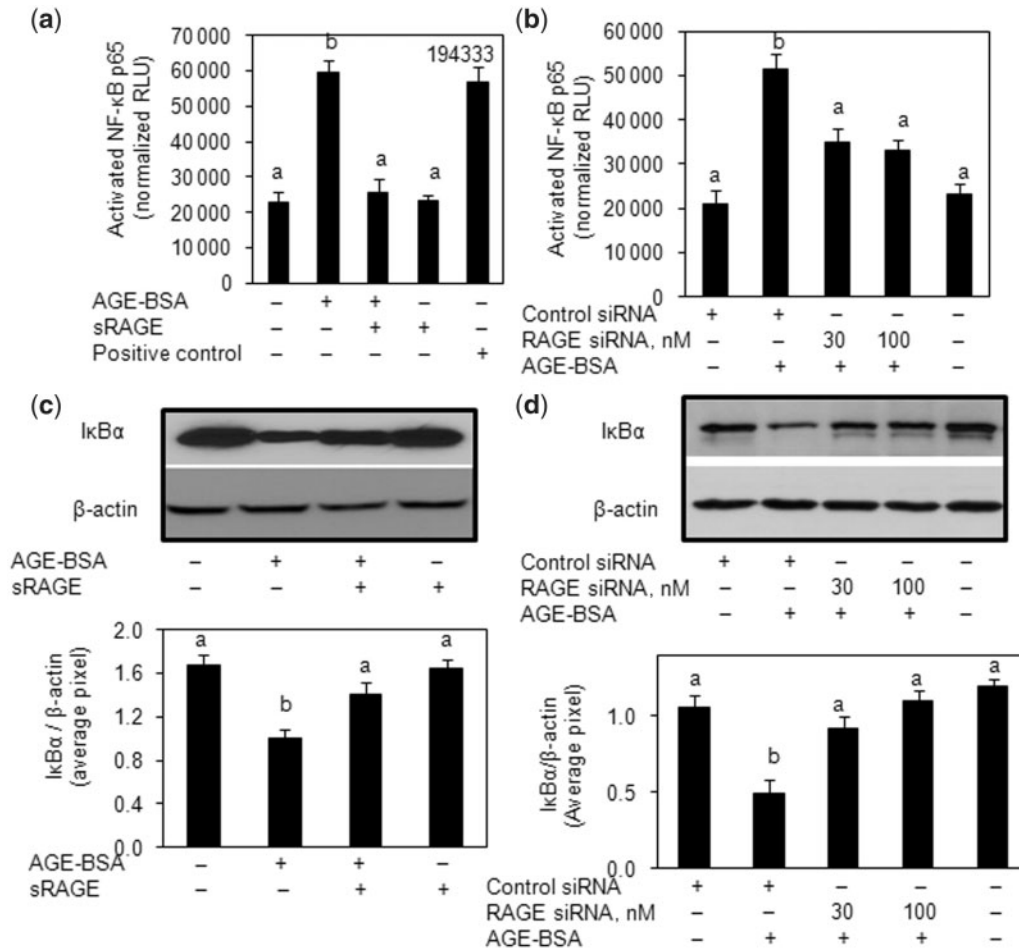 (a)
70 000
60 000
50 000
40 000
30 000
20 000
10 000
0
Activated NF-κB p65
(normalized RLU)
a b a a 194333
AGE-BSA – + + – –
sRAGE – – + + –
Positive control – – – – +
(b)
60 000
50 000
40 000
30 000
20 000
10 000
0
Activated NF-κB p65
(normalized RLU)
a b a a a
Control siRNA + + – – –
RAGE siRNA, nM – – 30 100 –
AGE-BSA – + + + –
(c)
IκBα
β-actin
AGE-BSA – + + –
sRAGE – – + +
2.0
1.6
1.2
0.8
0.4
0.0
IκBα / β-actin
(average pixel)
a b a a
AGE-BSA – + + –
sRAGE – – + +
(d)
IκBα
β-actin
Control siRNA + + – – –
RAGE siRNA, nM – – 30 100 –
AGE-BSA – + + + –
1.0
0.5
0.0
IκBα/β-actin
(Average pixel)
a b a a a
Control siRNA + + – – –
RAGE siRNA, nM – – 30 100 –
AGE-BSA – + + + –